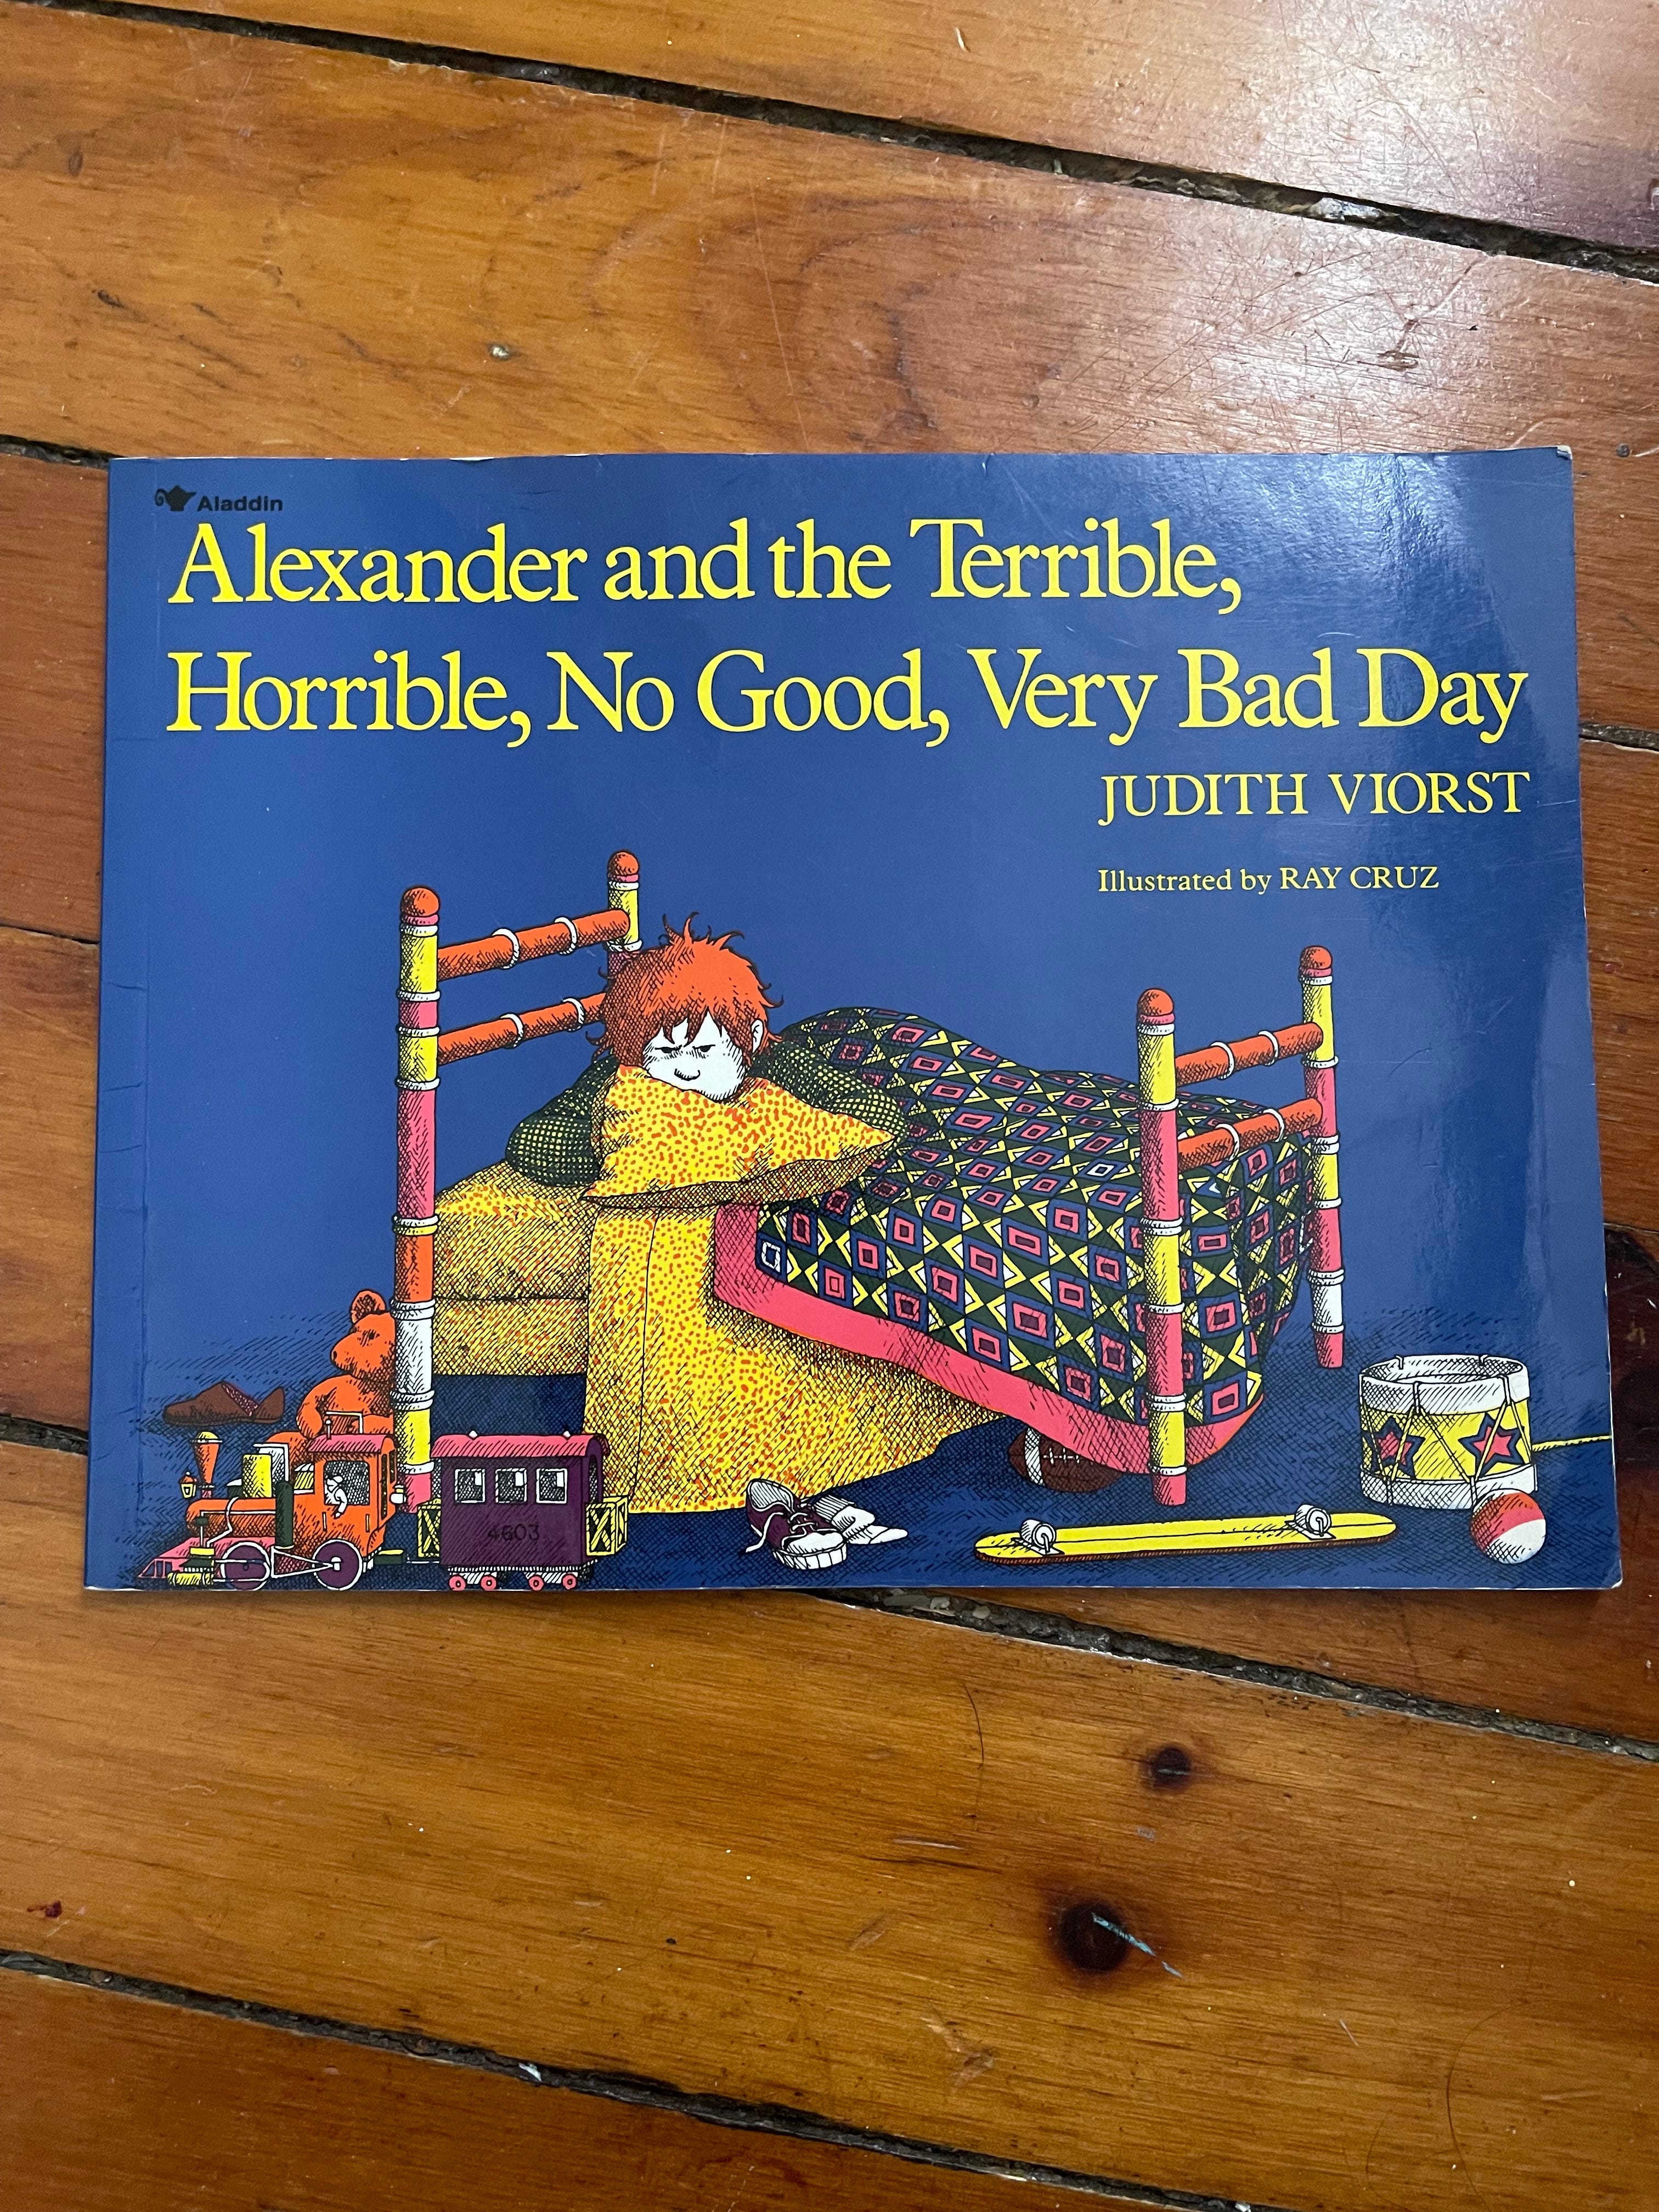 Aladdin
Alexander and the Terrible,
Horrible, No Good, Very Bad Day
JUDITH VIORST
Illustrated by RAY CRUZ
4603